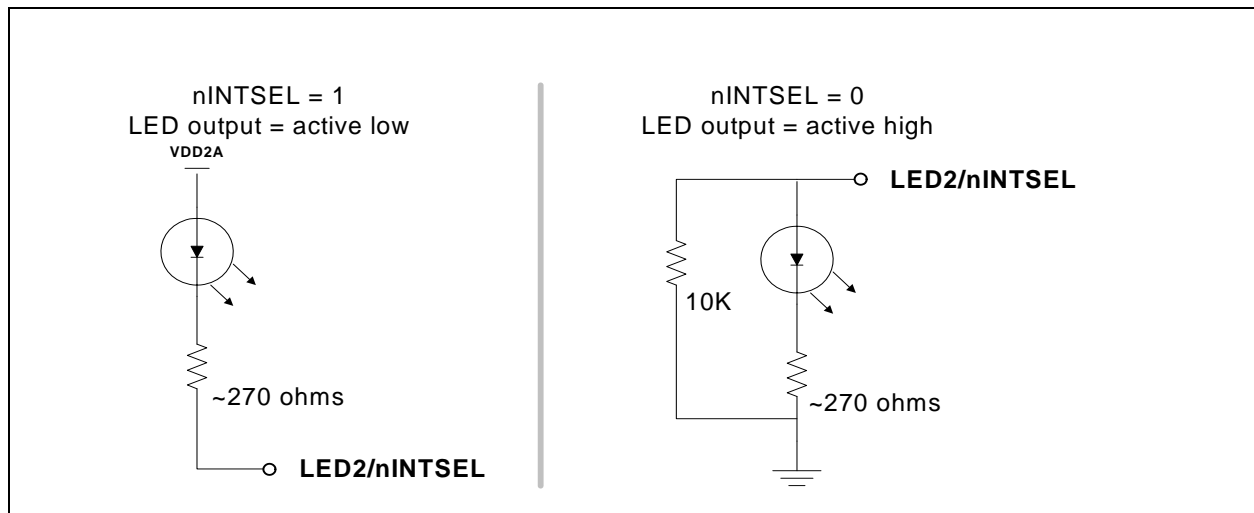 nINTSEL = 1
LED output = active low
VDD2A
~270 ohms
LED2/nINTSEL
nINTSEL = 0
LED output = active high
LED2/nINTSEL
10K
~270 ohms